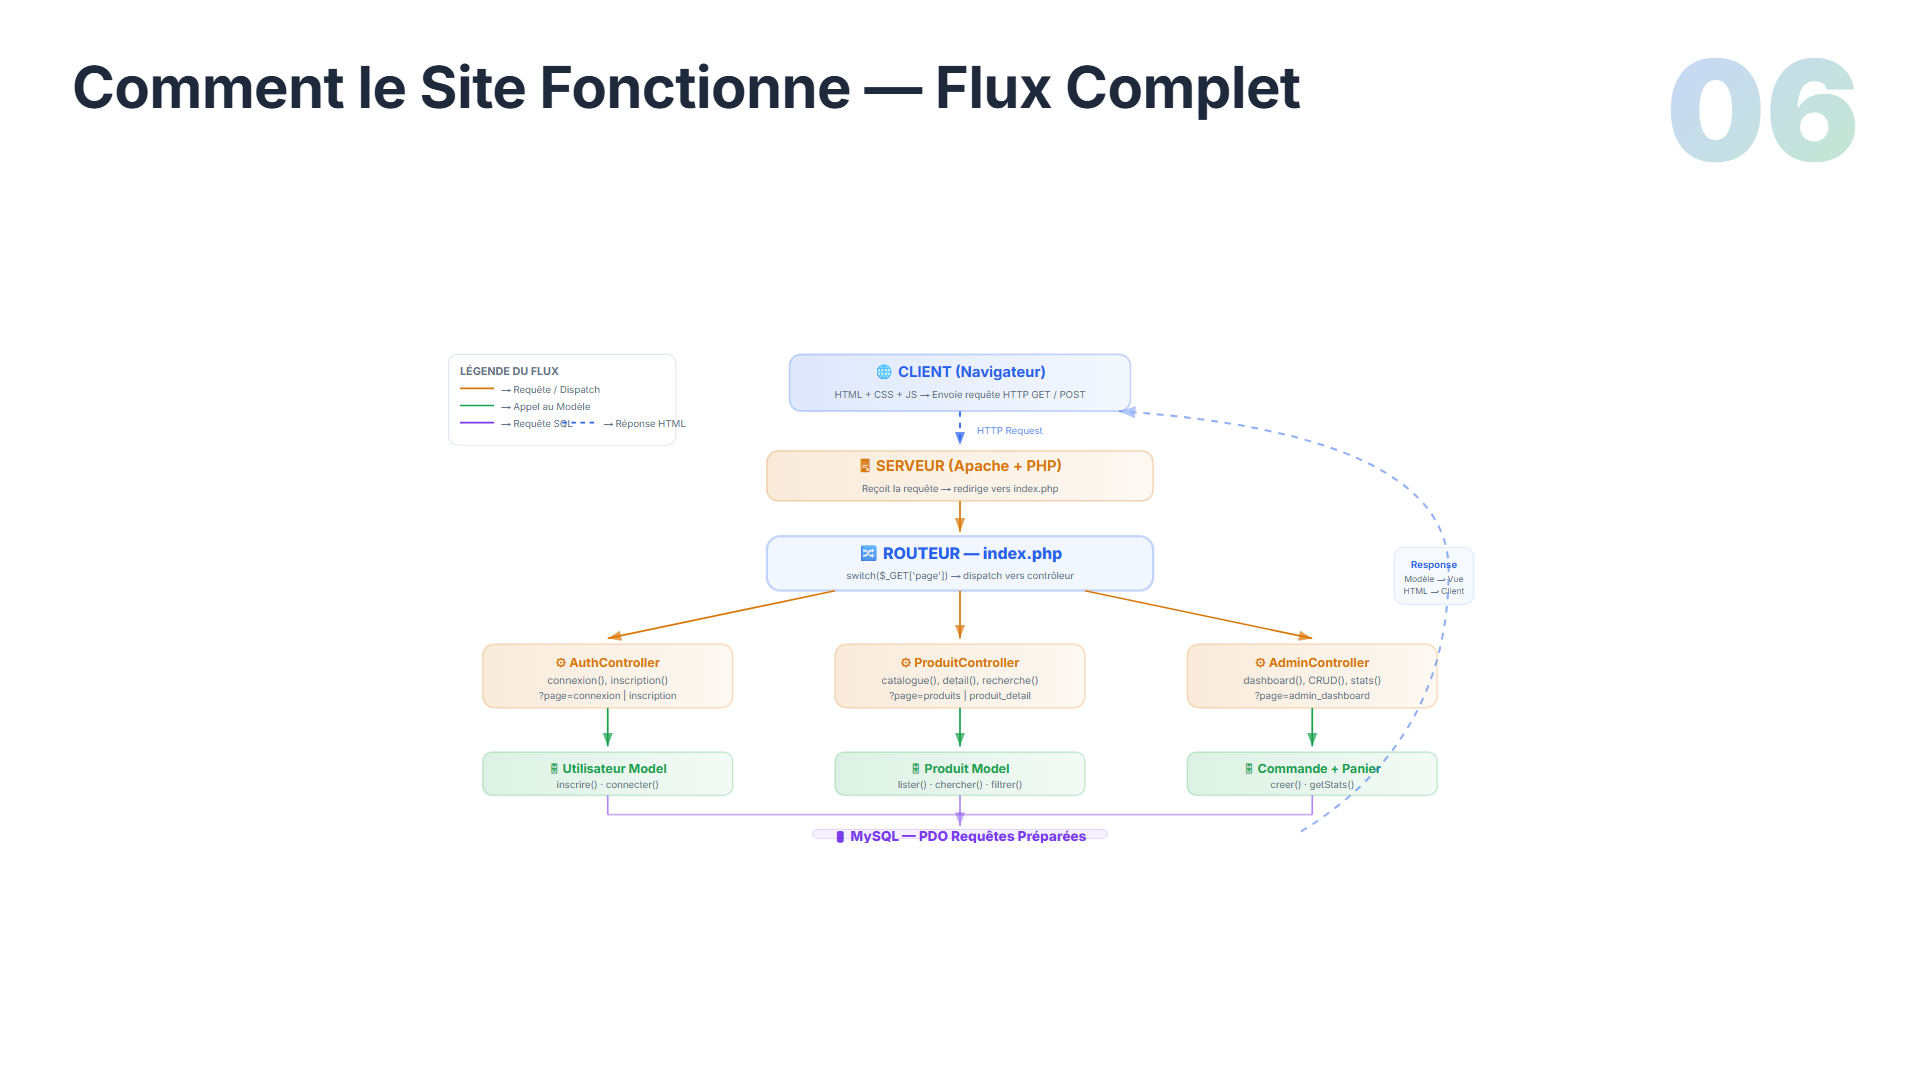 Comment le Site Fonctionne — Flux Complet
06
LÉGENDE DU FLUX
→ Requête / Dispatch
→ Appel au Modèle
→ Requête SQL
→ Réponse HTML
CLIENT (Navigateur)
HTML + CSS + JS → Envoie requête HTTP GET / POST
HTTP Request
SERVEUR (Apache + PHP)
Reçoit la requête → redirige vers index.php
ROUTEUR — index.php
switch($_GET['page']) → dispatch vers contrôleur
Response
Modèle → Vue
HTML → Client
AuthController
connexion(), inscription()
?page=connexion | inscription
ProduitController
catalogue(), detail(), recherche()
?page=produits | produit_detail
AdminController
dashboard(), CRUD(), stats()
?page=admin_dashboard
Utilisateur Model
inscrire() · connecter()
Produit Model
lister() · chercher() · filtrer()
Commande + Panier
creer() · getStats()
MySQL — PDO Requêtes Préparées